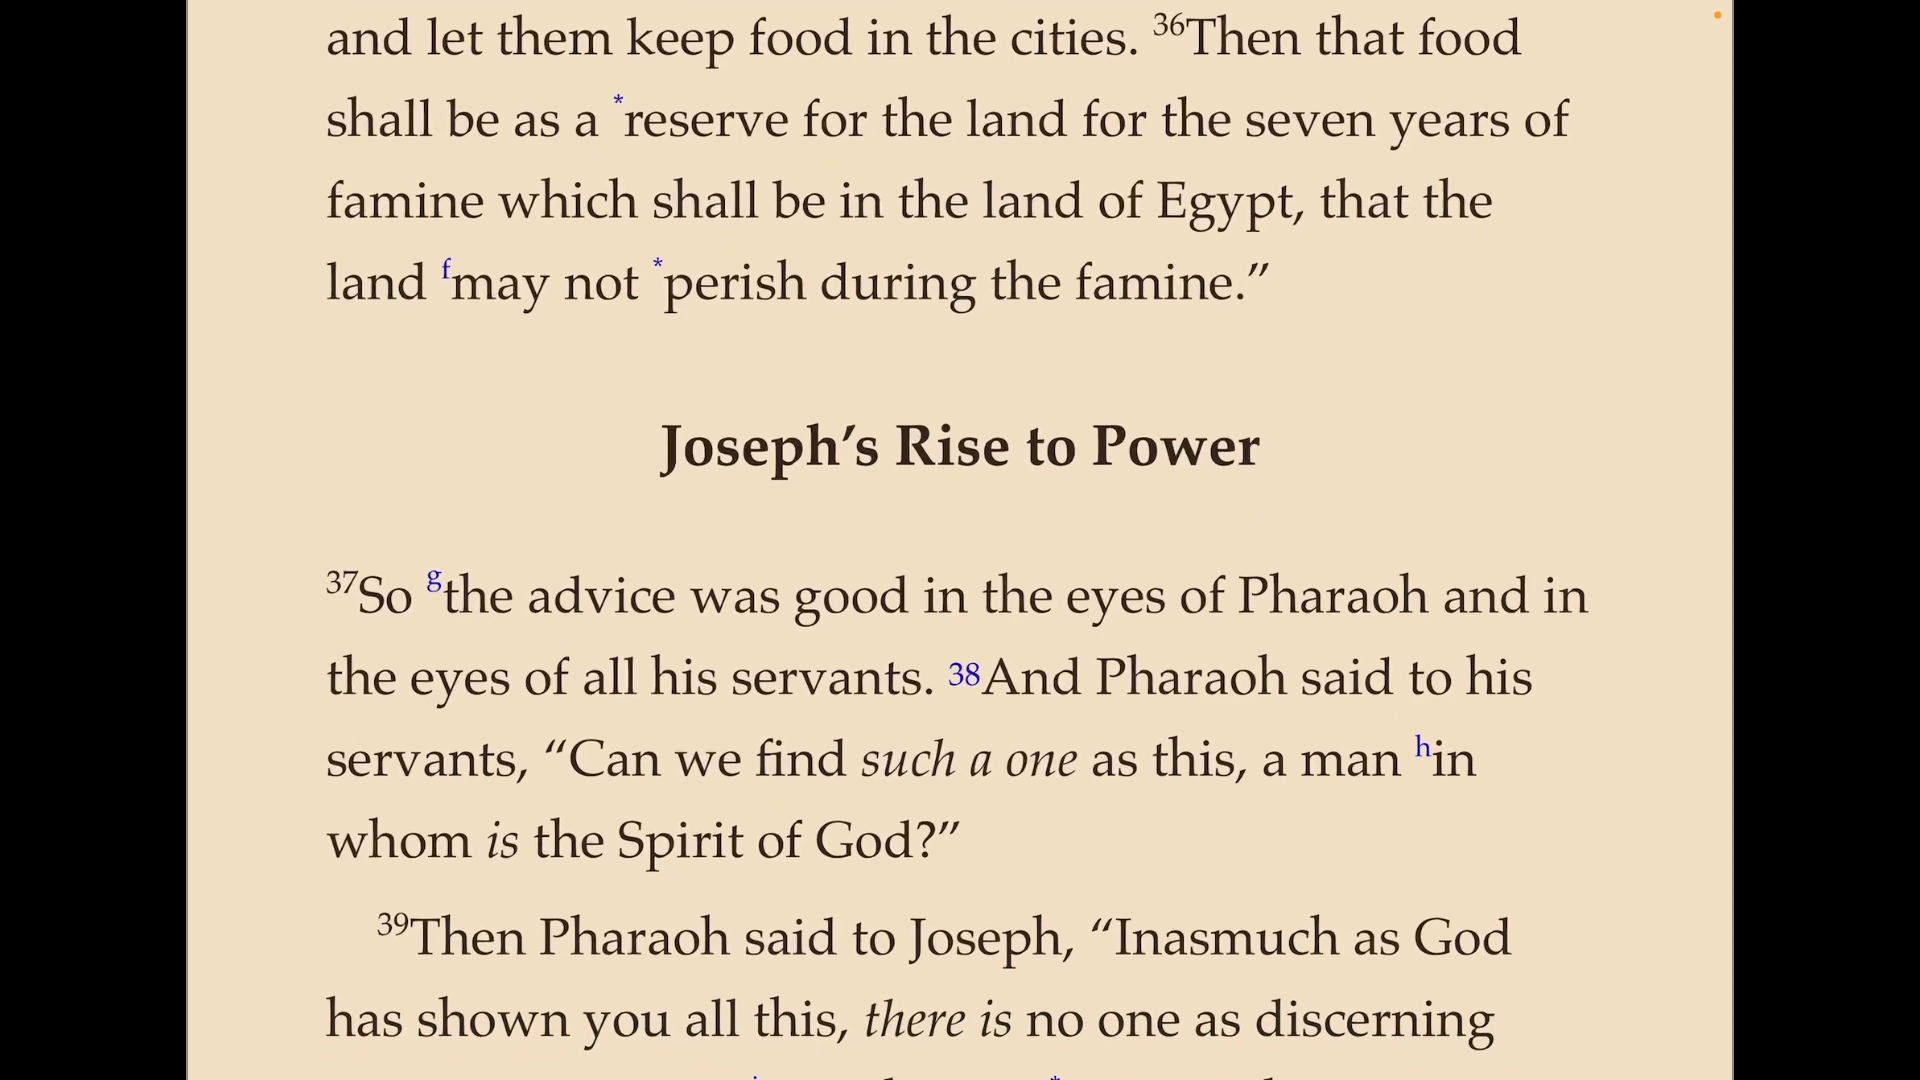 and let them keep food in the cities. 36Then that food
shall be as a *reserve for the land for the seven years of
famine which shall be in the land of Egypt, that the
land fmay not *perish during the famine.”
Joseph’s Rise to Power
37So gthe advice was good in the eyes of Pharaoh and in
the eyes of all his servants. 38And Pharaoh said to his
servants, “Can we find such a one as this, a man hin
whom is the Spirit of God?”
39Then Pharaoh said to Joseph, “Inasmuch as God
has shown you all this, there is no one as discerning